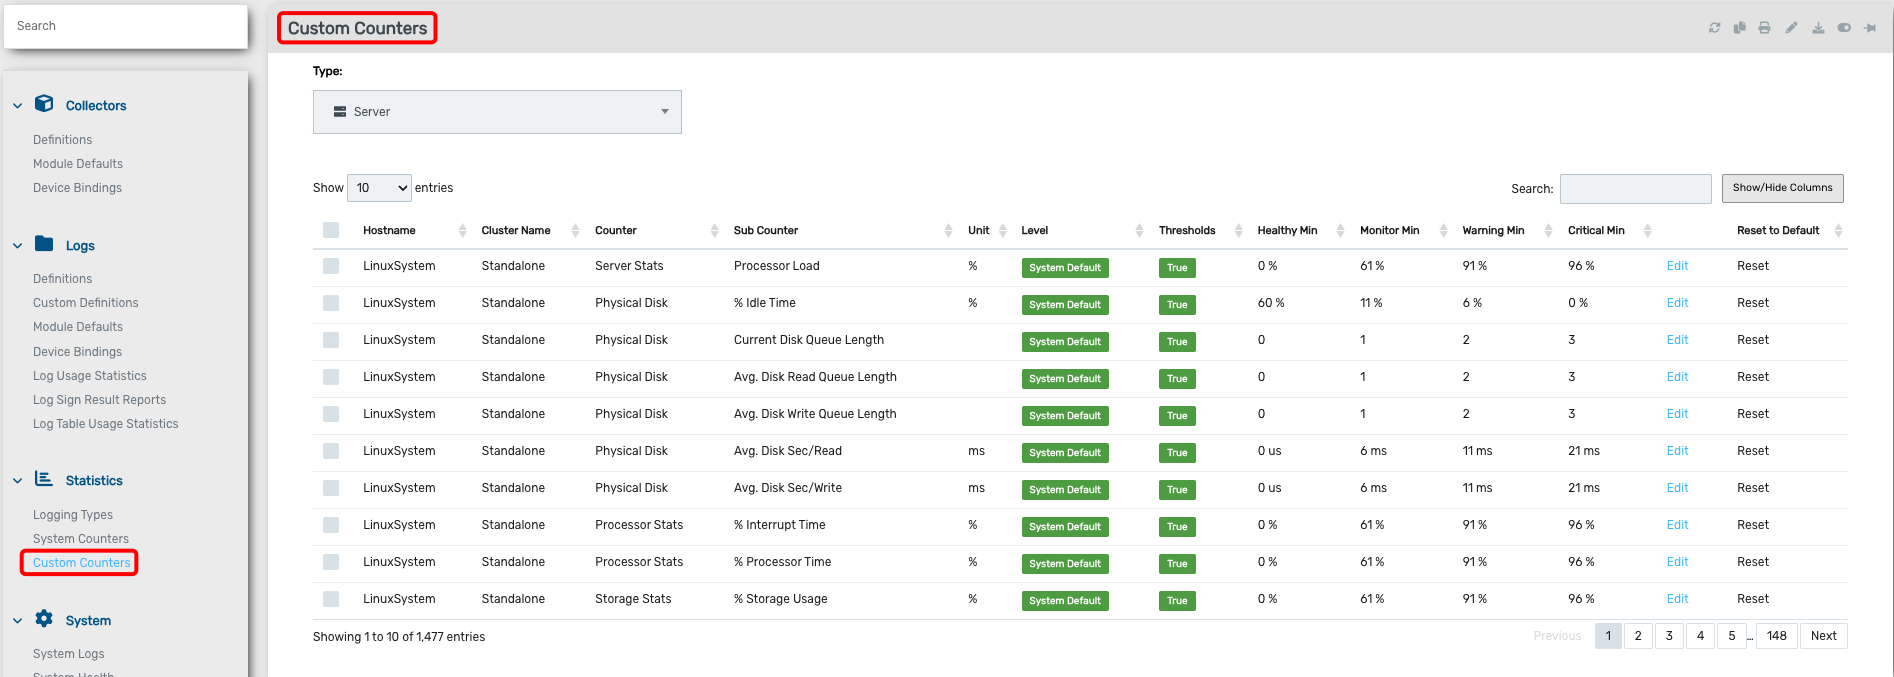 Search
Collectors
Definitions
Module Defaults
Device Bindings
Logs
Definitions
Custom Definitions
Module Defaults
Device Bindings
Log Usage Statistics
Log Sign Result Reports
Log Table Usage Statistics
Statistics
Logging Types
System Counters
Custom Counters
System
System Logs
System Health
Custom Counters
Type:
Server
Show 10 entries Search: Show/Hide Columns
Hostname Cluster Name Counter Sub Counter Unit Level Thresholds Healthy Min Monitor Min Warning Min Critical Min Reset to Default
LinuxSystem Standalone Server Stats Processor Load % System Default True 0 % 61 % 91 % 96 % Edit Reset
LinuxSystem Standalone Physical Disk % Idle Time % System Default True 60 % 11 % 6 % 0 % Edit Reset
LinuxSystem Standalone Physical Disk Current Disk Queue Length System Default True 0 1 2 3 Edit Reset
LinuxSystem Standalone Physical Disk Avg. Disk Read Queue Length System Default True 0 1 2 3 Edit Reset
LinuxSystem Standalone Physical Disk Avg. Disk Write Queue Length System Default True 0 1 2 3 Edit Reset
LinuxSystem Standalone Physical Disk Avg. Disk Sec/Read ms System Default True 0 us 6 ms 11 ms 21 ms Edit Reset
LinuxSystem Standalone Physical Disk Avg. Disk Sec/Write ms System Default True 0 us 6 ms 11 ms 21 ms Edit Reset
LinuxSystem Standalone Processor Stats % Interrupt Time % System Default True 0 % 61 % 91 % 96 % Edit Reset
LinuxSystem Standalone Processor Stats % Processor Time % System Default True 0 % 61 % 91 % 96 % Edit Reset
LinuxSystem Standalone Storage Stats % Storage Usage % System Default True 0 % 61 % 91 % 96 % Edit Reset
Showing 1 to 10 of 1,477 entries Previous 1 2 3 4 5 ... 148 Next